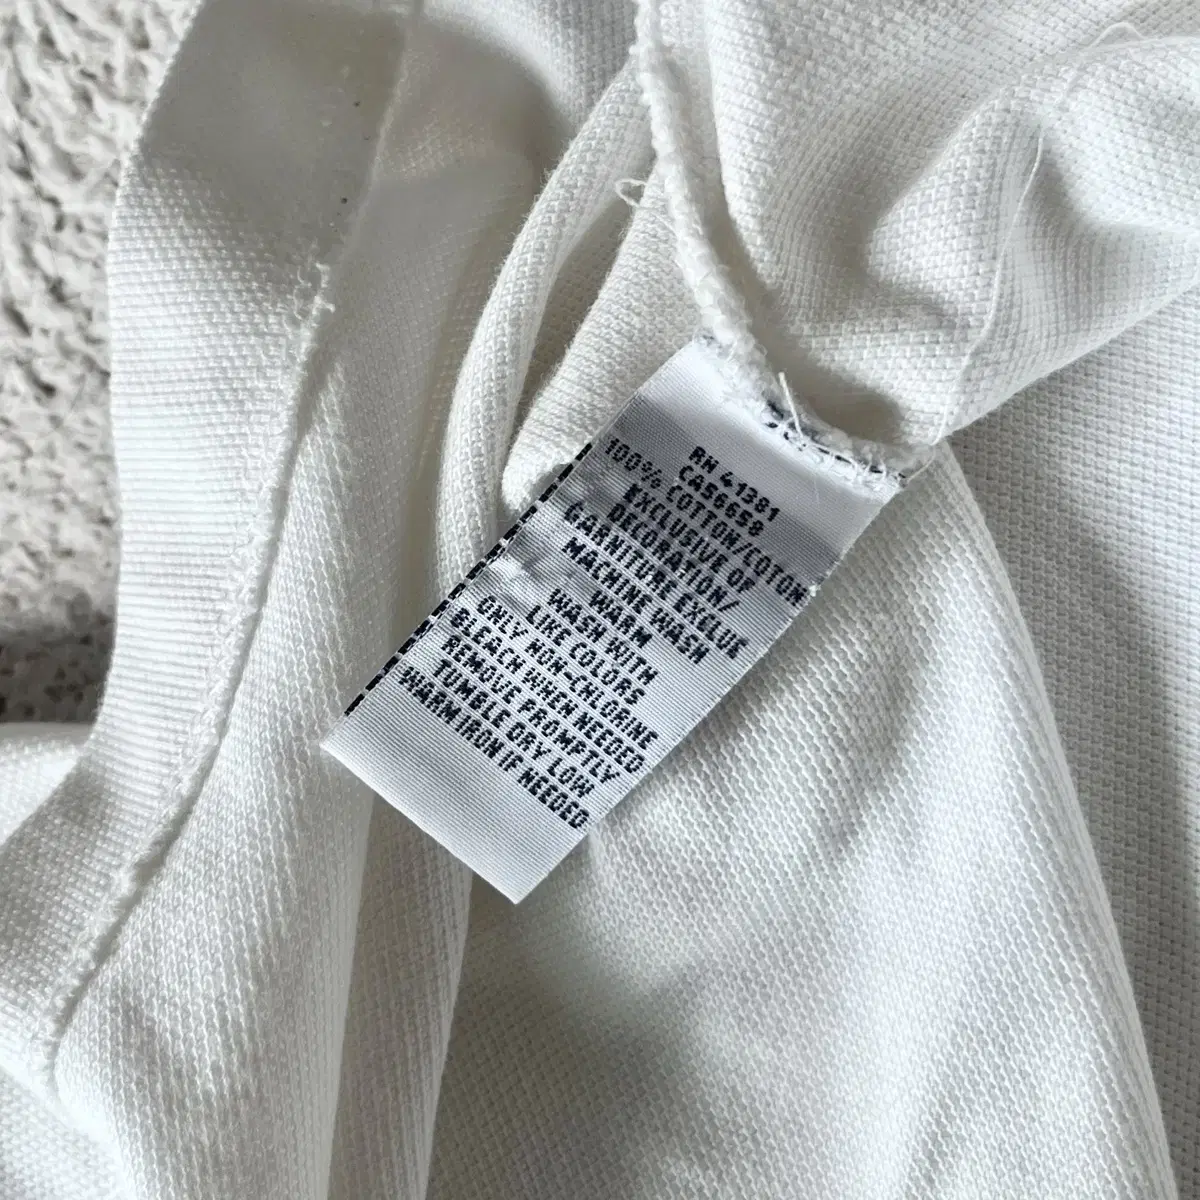 RN 41381
CA56658
100% COTTON/COTON
EXCLUSIVE OF
DECORATION/
GARNITURE EXCLUE
MACHINE WASH
WARM
WASH WITH
LIKE COLORS
ONLY NON-CHLORINE
BLEACH WHEN NEEDED
REMOVE PROMPTLY
TUMBLE DRY LOW
WARM IRON IF NEEDED